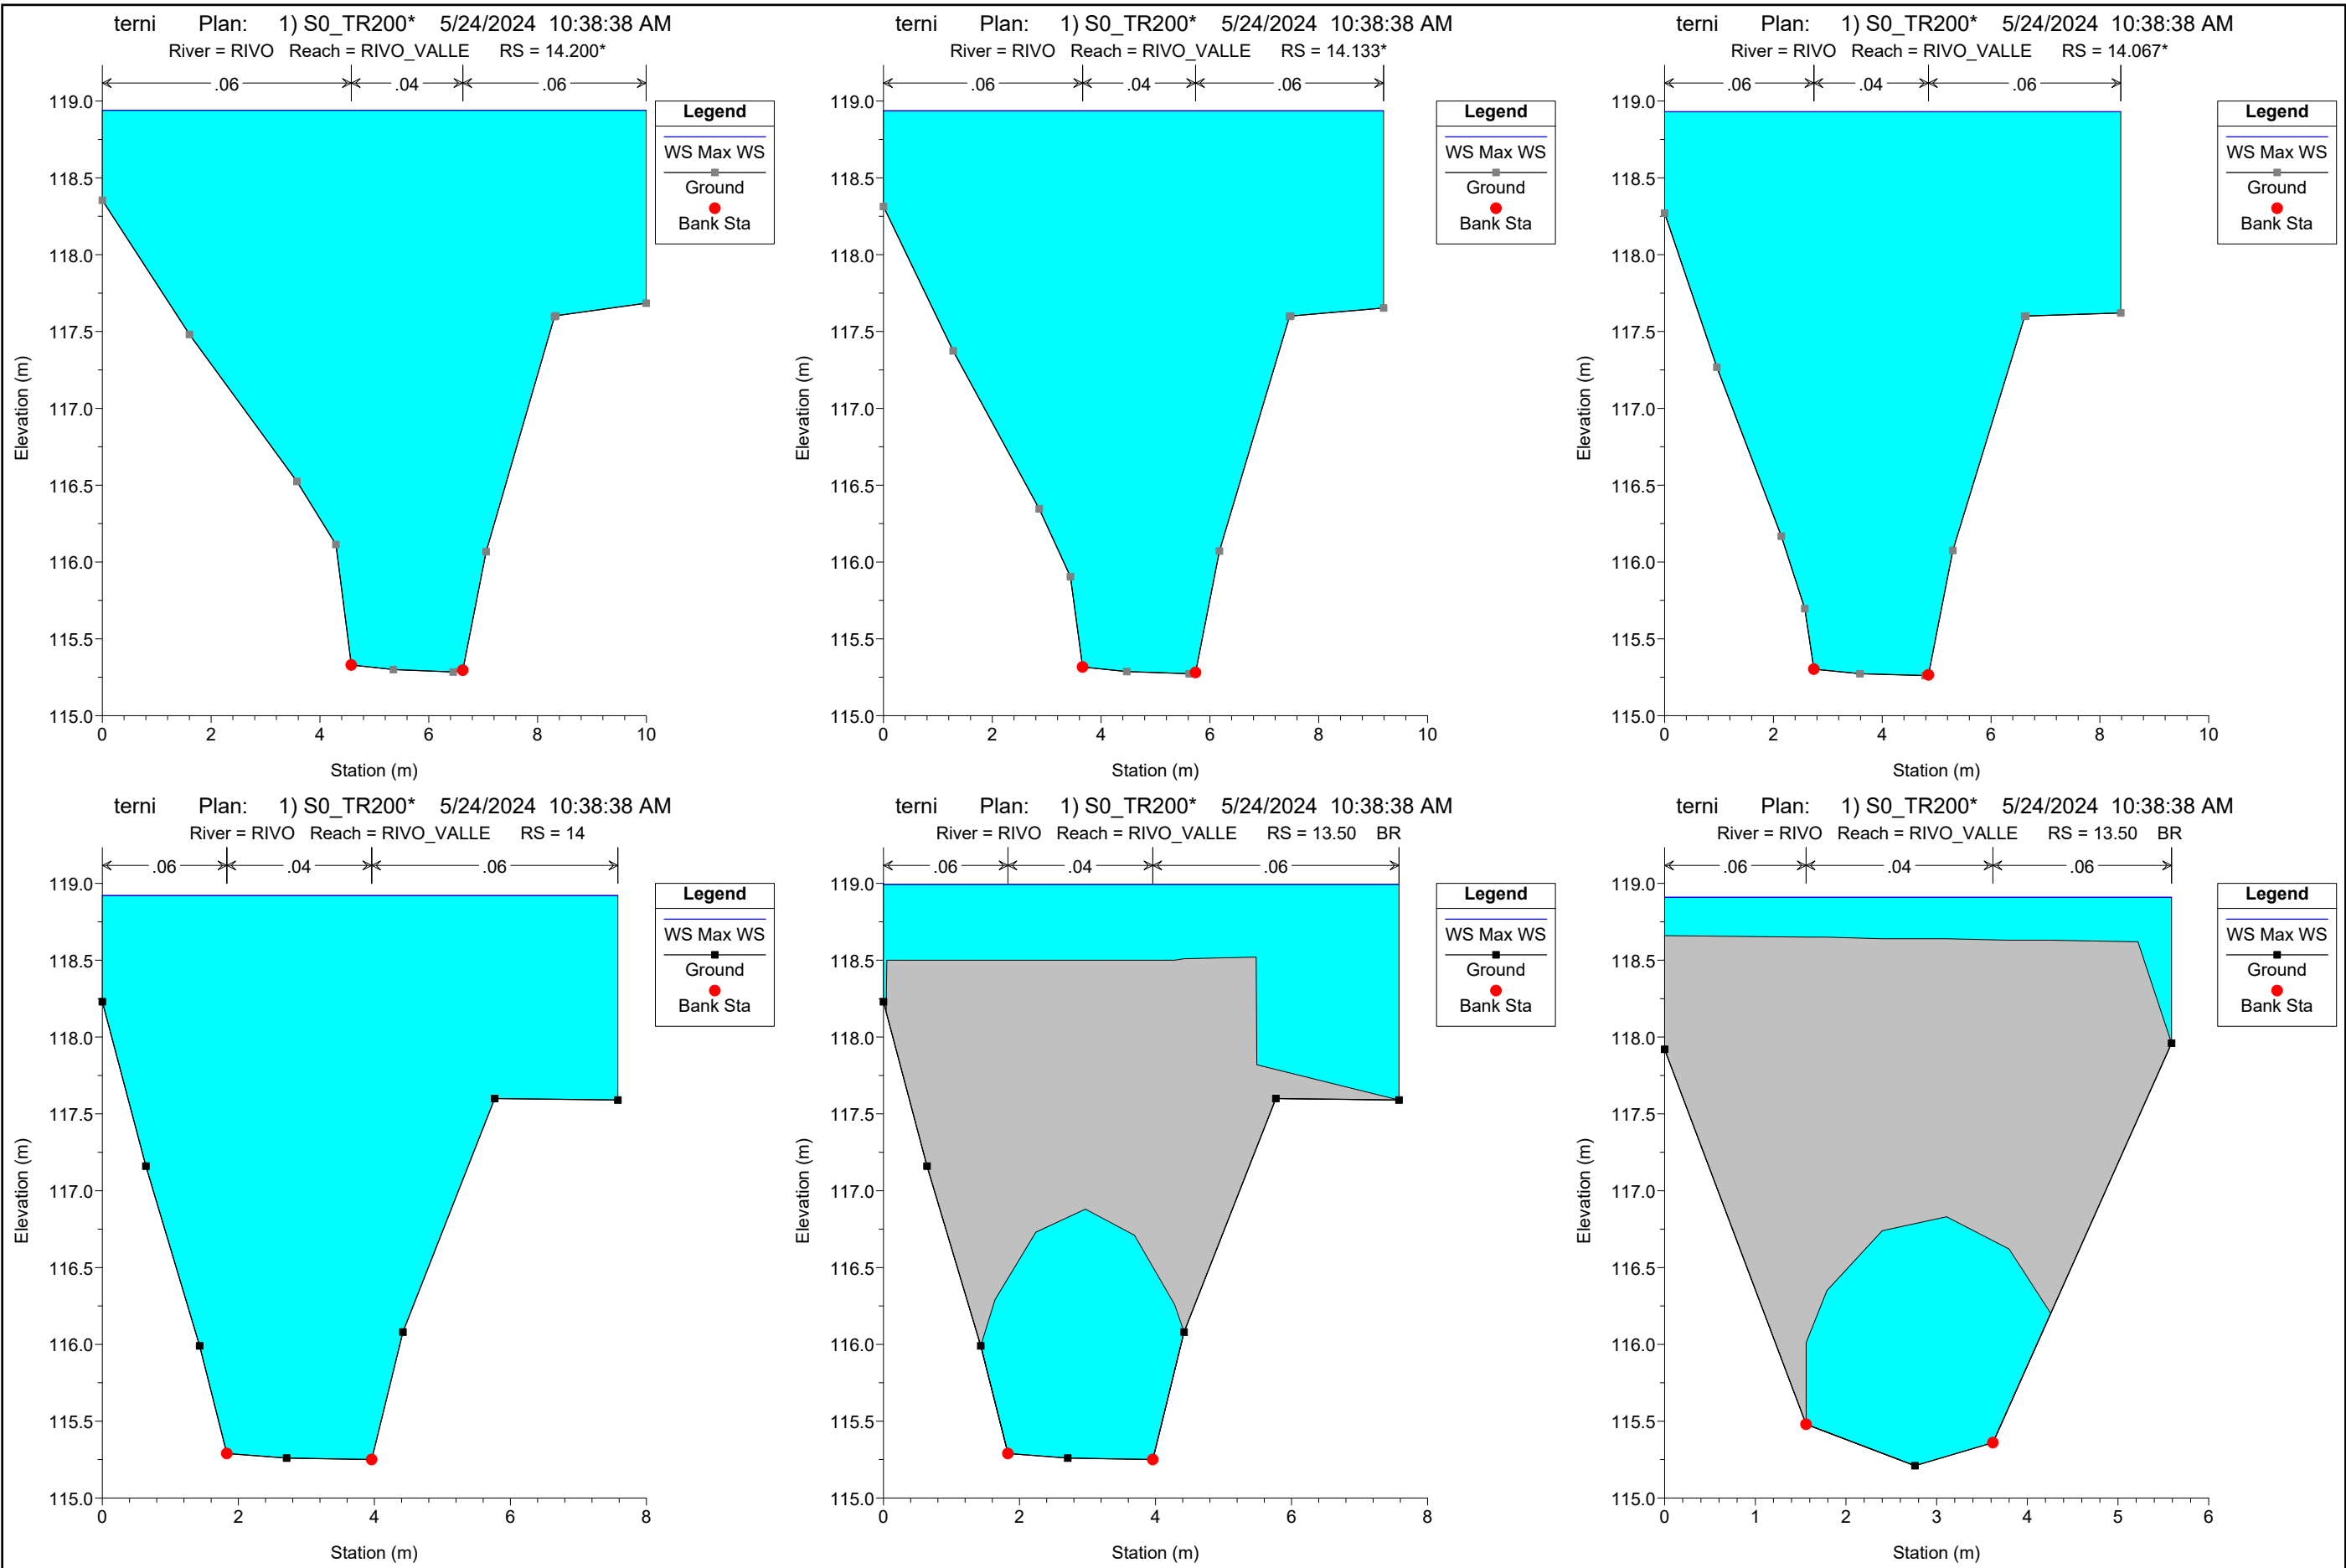 terni Plan: 1) S0_TR200* 5/24/2024 10:38:38 AM
River = RIVO Reach = RIVO_VALLE RS = 14.200*
.06 .04 .06
119.0
118.5
118.0
117.5
117.0
116.5
116.0
115.5
115.0
Elevation (m)
0 2 4 6 8 10
Station (m)
Legend
WS Max WS
Ground
Bank Sta
terni Plan: 1) S0_TR200* 5/24/2024 10:38:38 AM
River = RIVO Reach = RIVO_VALLE RS = 14.133*
.06 .04 .06
119.0
118.5
118.0
117.5
117.0
116.5
116.0
115.5
115.0
Elevation (m)
0 2 4 6 8 10
Station (m)
Legend
WS Max WS
Ground
Bank Sta
terni Plan: 1) S0_TR200* 5/24/2024 10:38:38 AM
River = RIVO Reach = RIVO_VALLE RS = 14.067*
.06 .04 .06
119.0
118.5
118.0
117.5
117.0
116.5
116.0
115.5
115.0
Elevation (m)
0 2 4 6 8 10
Station (m)
Legend
WS Max WS
Ground
Bank Sta
terni Plan: 1) S0_TR200* 5/24/2024 10:38:38 AM
River = RIVO Reach = RIVO_VALLE RS = 14
.06 .04 .06
119.0
118.5
118.0
117.5
117.0
116.5
116.0
115.5
115.0
Elevation (m)
0 2 4 6 8
Station (m)
Legend
WS Max WS
Ground
Bank Sta
terni Plan: 1) S0_TR200* 5/24/2024 10:38:38 AM
River = RIVO Reach = RIVO_VALLE RS = 13.50 BR
.06 .04 .06
119.0
118.5
118.0
117.5
117.0
116.5
116.0
115.5
115.0
Elevation (m)
0 2 4 6 8
Station (m)
Legend
WS Max WS
Ground
Bank Sta
terni Plan: 1) S0_TR200* 5/24/2024 10:38:38 AM
River = RIVO Reach = RIVO_VALLE RS = 13.50 BR
.06 .04 .06
119.0
118.5
118.0
117.5
117.0
116.5
116.0
115.5
115.0
Elevation (m)
0 1 2 3 4 5 6
Station (m)
Legend
WS Max WS
Ground
Bank Sta